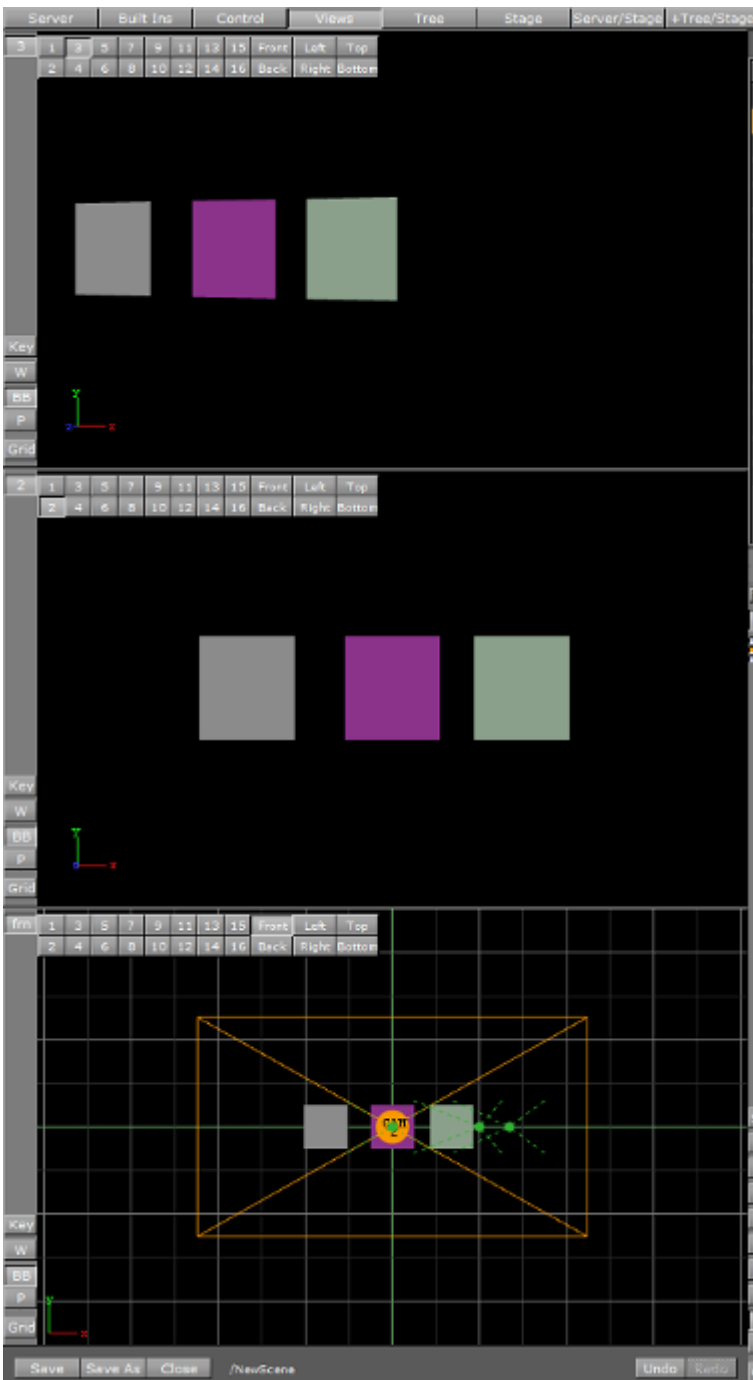 Server Built Ins Control Views Tree Stage Server/Stage +Tree/Stage
3 1 3 5 7 9 11 13 15 Front Left Top
2 4 6 8 10 12 14 16 Back Right Bottom
Key
W
BB
P
Grid
y
z x
2 1 3 5 7 9 11 13 15 Front Left Top
2 4 6 8 10 12 14 16 Back Right Bottom
Key
W
BB
P
Grid
y
x
frn 1 3 5 7 9 11 13 15 Front Left Top
2 4 6 8 10 12 14 16 Back Right Bottom
Key
W
BB
P
Grid
y
x
Save Save As Close /NewScene Undo Redo